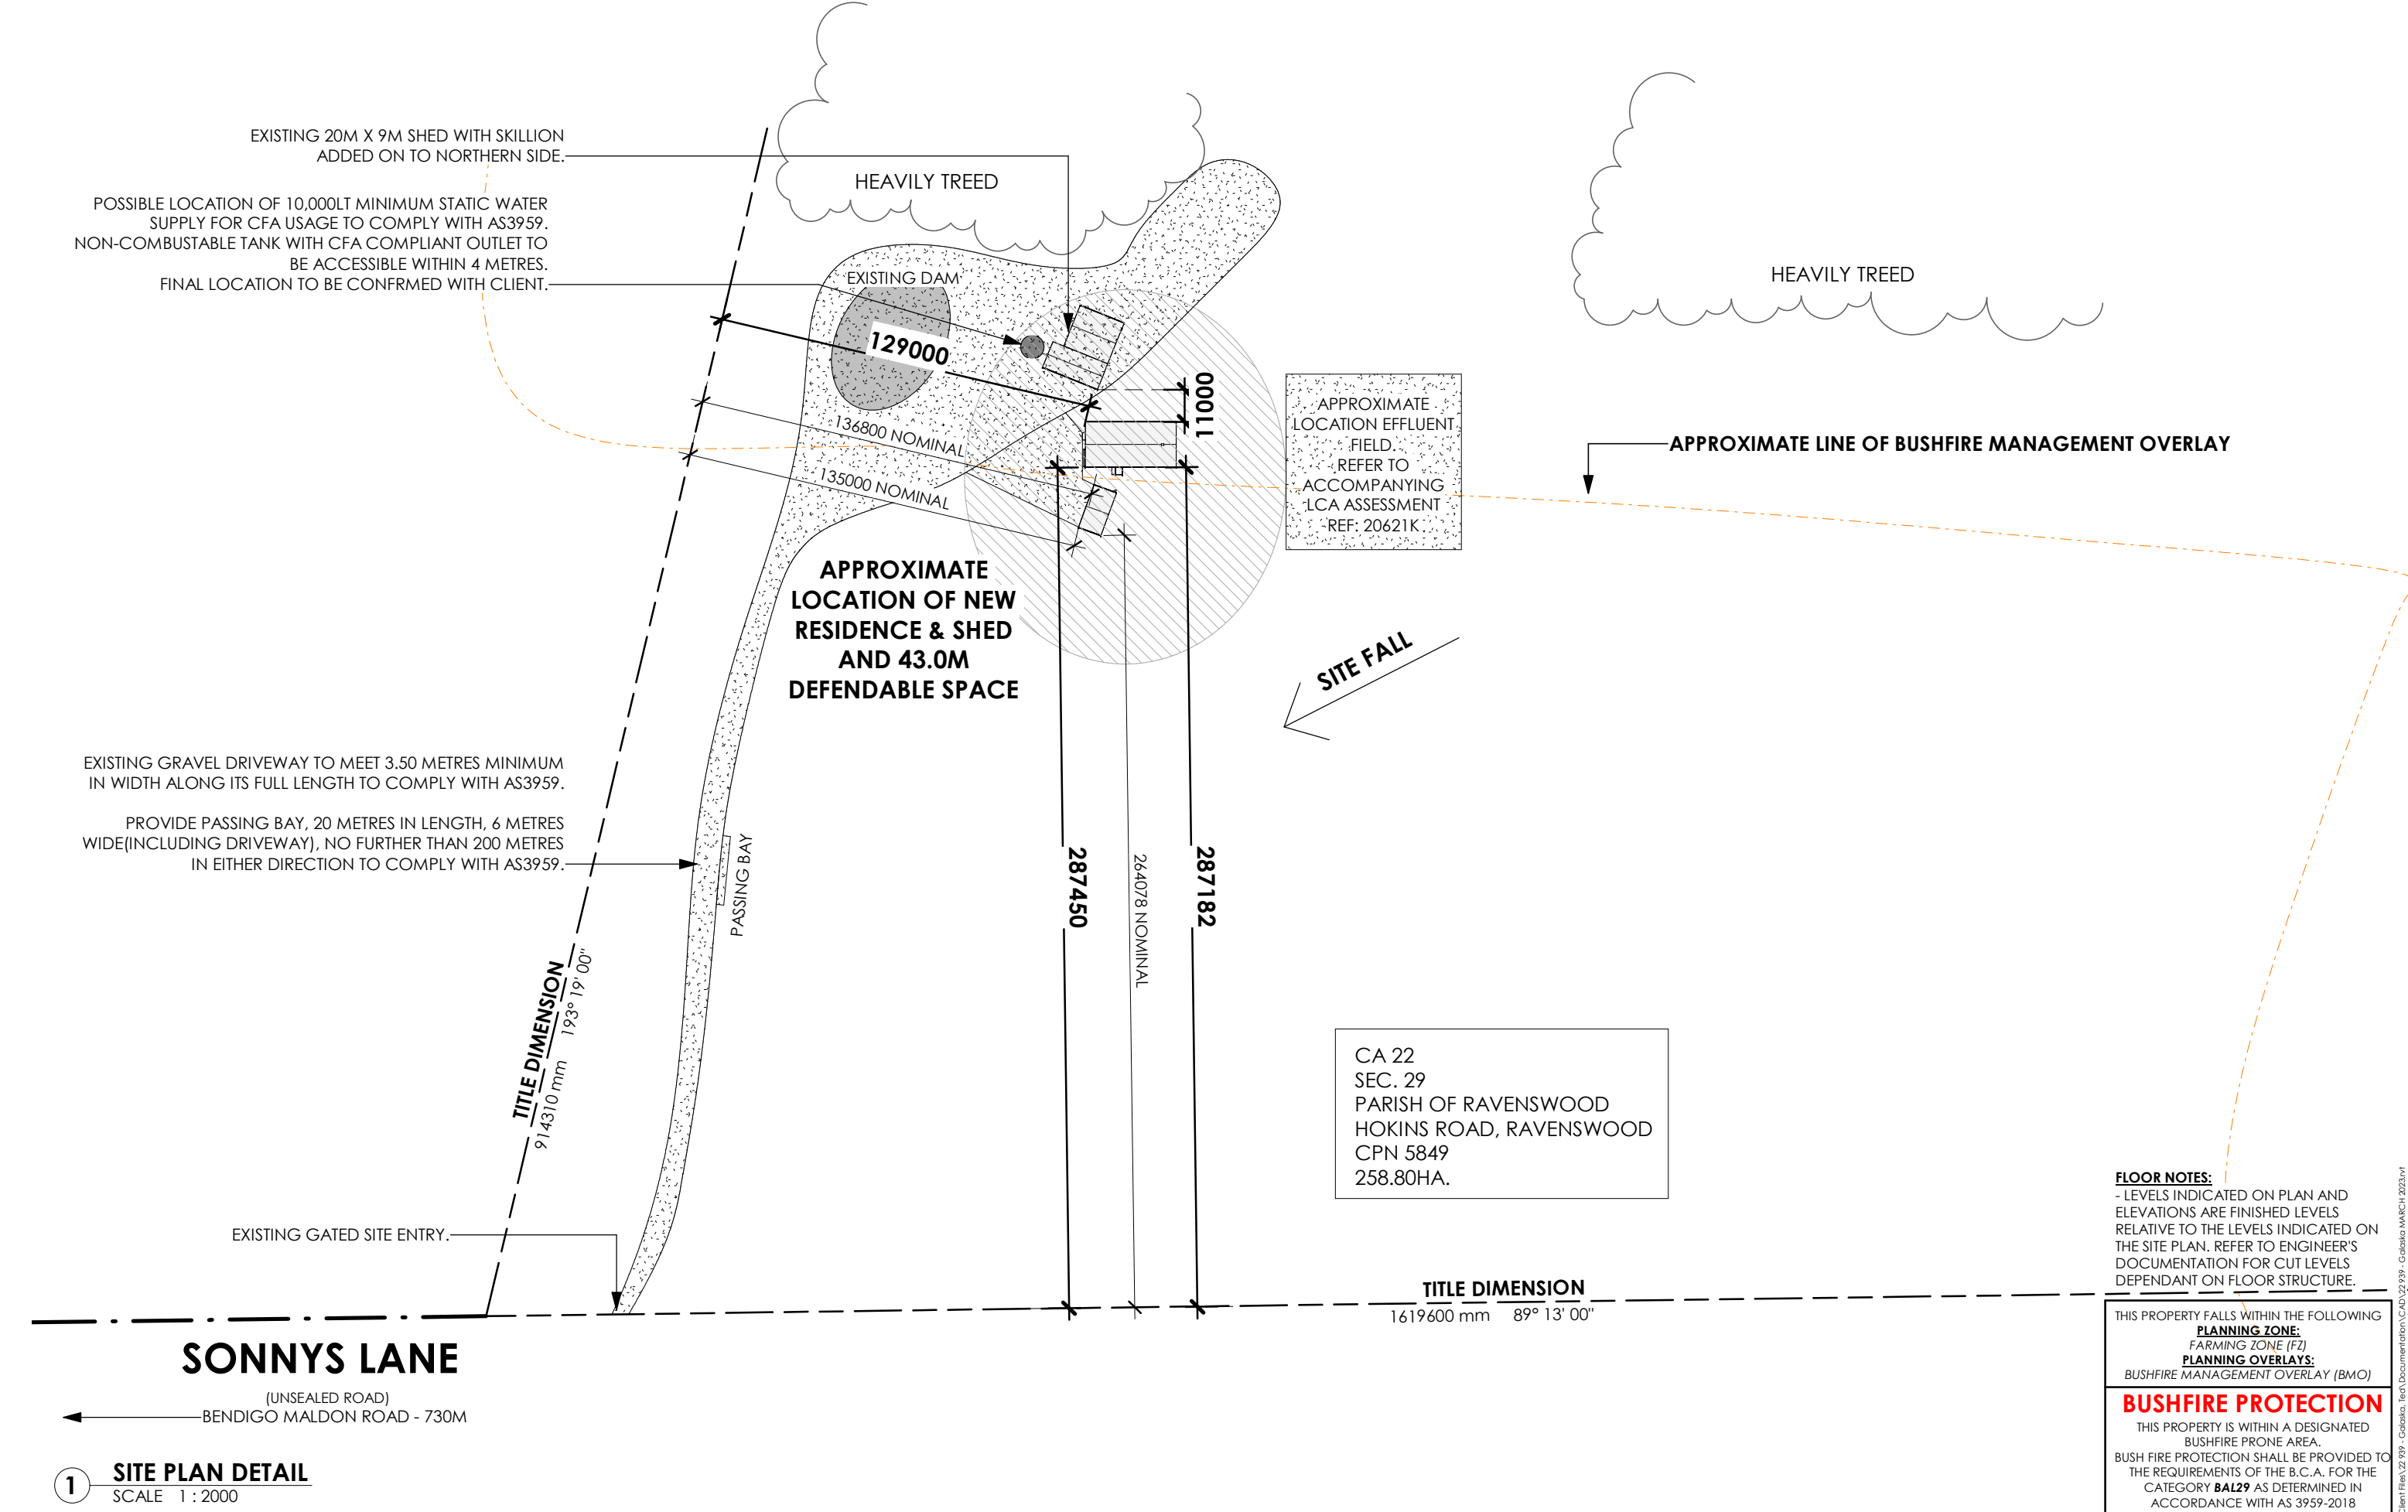 EXISTING 20M X 9M SHED WITH SKILLION
ADDED ON TO NORTHERN SIDE.
POSSIBLE LOCATION OF 10,000LT MINIMUM STATIC WATER
SUPPLY FOR CFA USAGE TO COMPLY WITH AS3959.
NON-COMBUSTABLE TANK WITH CFA COMPLIANT OUTLET TO
BE ACCESSIBLE WITHIN 4 METRES.
FINAL LOCATION TO BE CONFRMED WITH CLIENT.
HEAVILY TREED
HEAVILY TREED
EXISTING DAM
129000
11000
136800 NOMINAL
135000 NOMINAL
APPROXIMATE
LOCATION EFFLUENT
FIELD.
REFER TO
ACCOMPANYING
LCA ASSESSMENT
REF: 20621K
APPROXIMATE LINE OF BUSHFIRE MANAGEMENT OVERLAY
APPROXIMATE
LOCATION OF NEW
RESIDENCE & SHED
AND 43.0M
DEFENDABLE SPACE
SITE FALL
EXISTING GRAVEL DRIVEWAY TO MEET 3.50 METRES MINIMUM
IN WIDTH ALONG ITS FULL LENGTH TO COMPLY WITH AS3959.
PROVIDE PASSING BAY, 20 METRES IN LENGTH, 6 METRES
WIDE(INCLUDING DRIVEWAY), NO FURTHER THAN 200 METRES
IN EITHER DIRECTION TO COMPLY WITH AS3959.
PASSING BAY
287450
264078 NOMINAL
287182
TITLE DIMENSION
914310 mm 193° 19' 00"
CA 22
SEC. 29
PARISH OF RAVENSWOOD
HOKINS ROAD, RAVENSWOOD
CPN 5849
258.80HA.
EXISTING GATED SITE ENTRY.
TITLE DIMENSION
1619600 mm 89° 13' 00"
SONNYS LANE
(UNSEALED ROAD)
BENDIGO MALDON ROAD - 730M
1
SITE PLAN DETAIL
SCALE 1 : 2000
FLOOR NOTES:
- LEVELS INDICATED ON PLAN AND
ELEVATIONS ARE FINISHED LEVELS
RELATIVE TO THE LEVELS INDICATED ON
THE SITE PLAN. REFER TO ENGINEER'S
DOCUMENTATION FOR CUT LEVELS
DEPENDANT ON FLOOR STRUCTURE.
THIS PROPERTY FALLS WITHIN THE FOLLOWING
PLANNING ZONE:
FARMING ZONE (FZ)
PLANNING OVERLAYS:
BUSHFIRE MANAGEMENT OVERLAY (BMO)
BUSHFIRE PROTECTION
THIS PROPERTY IS WITHIN A DESIGNATED
BUSHFIRE PRONE AREA.
BUSH FIRE PROTECTION SHALL BE PROVIDED TO
THE REQUIREMENTS OF THE B.C.A. FOR THE
CATEGORY BAL29 AS DETERMINED IN
ACCORDANCE WITH AS 3959-2018
Files\22 939 - Galaska, Ted\Documentation\CAD\22 939 - Galaska MARCH 2023.rvt